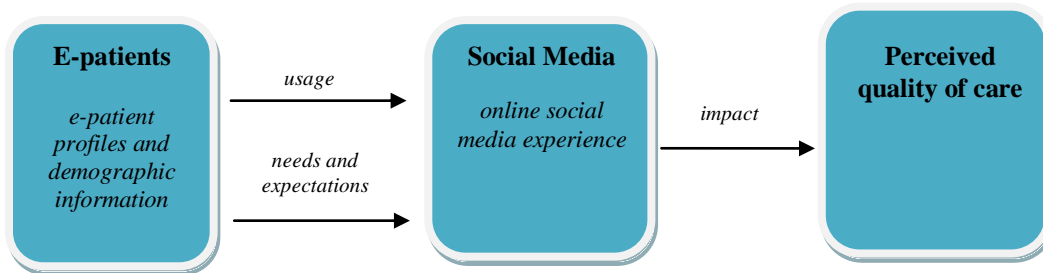 E-patients
e-patient
profiles and
demographic
information
usage
needs and
expectations
Social Media
online social
media experience
impact
Perceived
quality of care